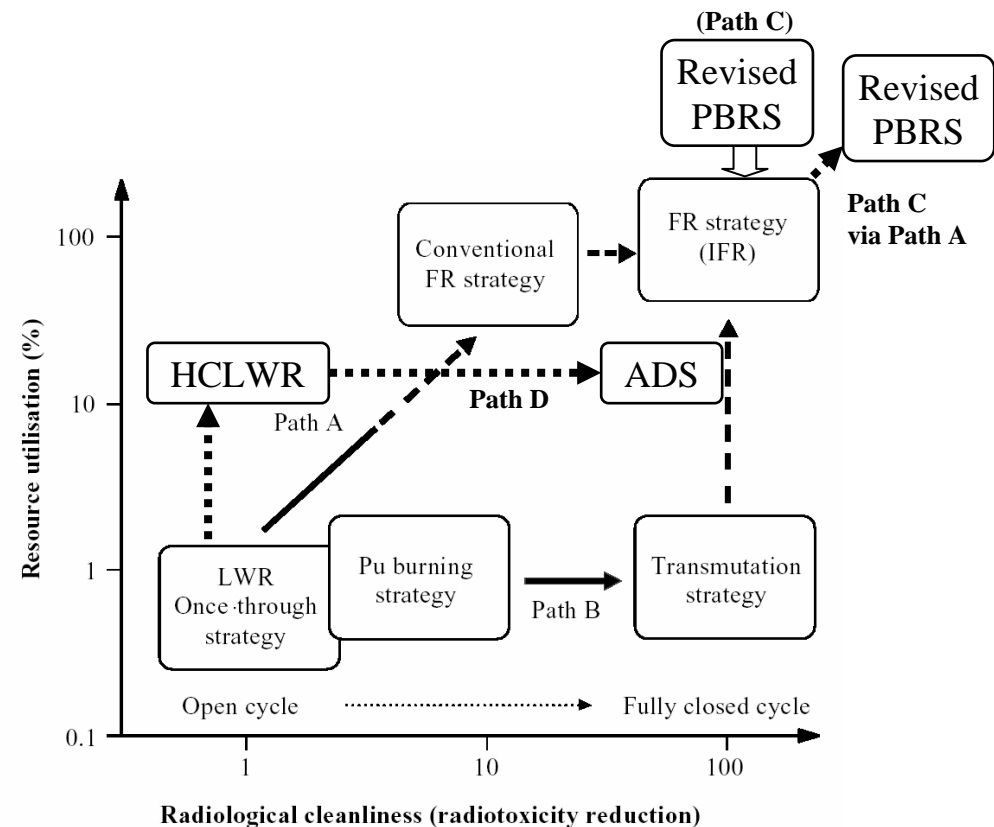 (Path C)
Revised
PBRS
Revised
PBRS
Path C
via Path A
FR strategy
(IFR)
Conventional
FR strategy
100
HCLWR
Path A
Path D
ADS
10
Resource utilisation (%)
LWR
Once-through
strategy
Pu burning
strategy
Path B
Transmutation
strategy
1
Open cycle
Fully closed cycle
0.1
1
10
100
Radiological cleanliness (radiotoxicity reduction)